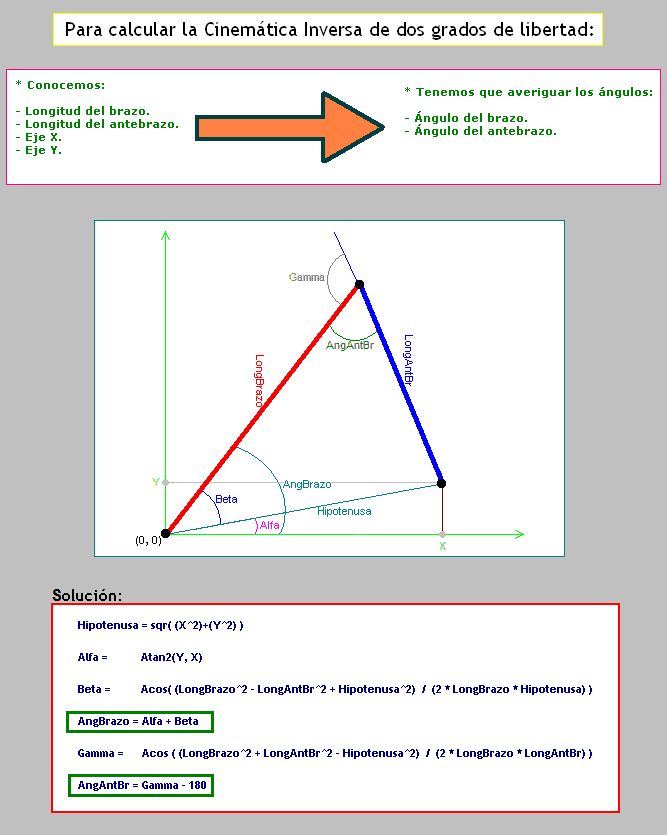 Para calcular la Cinemática Inversa de dos grados de libertad:
* Conocemos:
- Longitud del brazo.
- Longitud del antebrazo.
- Eje X.
- Eje Y.
* Tenemos que averiguar los ángulos:
- Ángulo del brazo.
- Ángulo del antebrazo.
Gamma
AngAntBr
LongBrazo
LongAntBr
Y
AngBrazo
Beta
Hipotenusa
Alfa
(0, 0)
X
Solución:
Hipotenusa = sqr( (X^2)+(Y^2) )
Alfa = Atan2(Y, X)
Beta = Acos( (LongBrazo^2 - LongAntBr^2 + Hipotenusa^2) / (2 * LongBrazo * Hipotenusa) )
AngBrazo = Alfa + Beta
Gamma = Acos ( (LongBrazo^2 + LongAntBr^2 - Hipotenusa^2) / (2 * LongBrazo * LongAntBr) )
AngAntBr = Gamma - 180